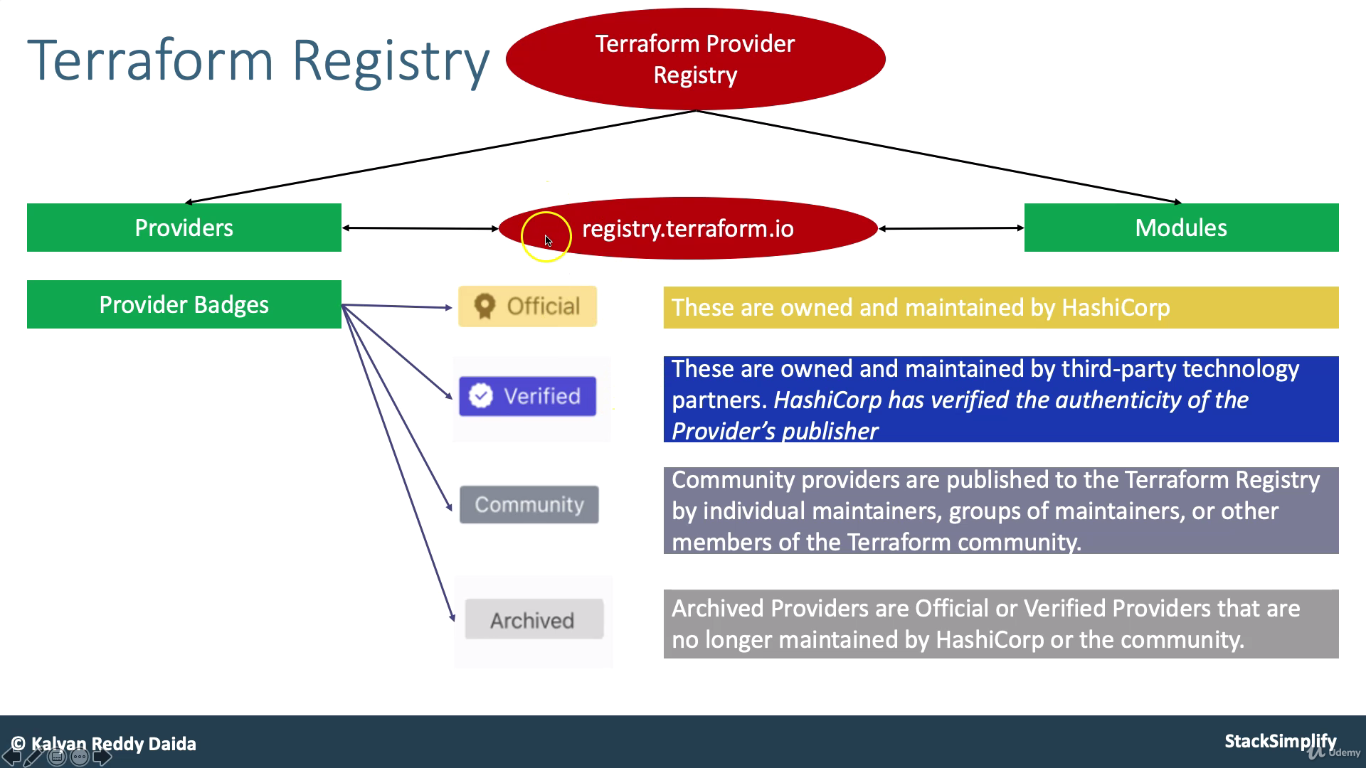 Terraform Registry
Terraform Provider
Registry
Providers
registry.terraform.io
Modules
Provider Badges
Official
These are owned and maintained by HashiCorp
Verified
These are owned and maintained by third-party technology
partners. HashiCorp has verified the authenticity of the
Provider’s publisher
Community
Community providers are published to the Terraform Registry
by individual maintainers, groups of maintainers, or other
members of the Terraform community.
Archived
Archived Providers are Official or Verified Providers that are
no longer maintained by HashiCorp or the community.
© Kalyan Reddy Daida
StackSimplify
Udemy